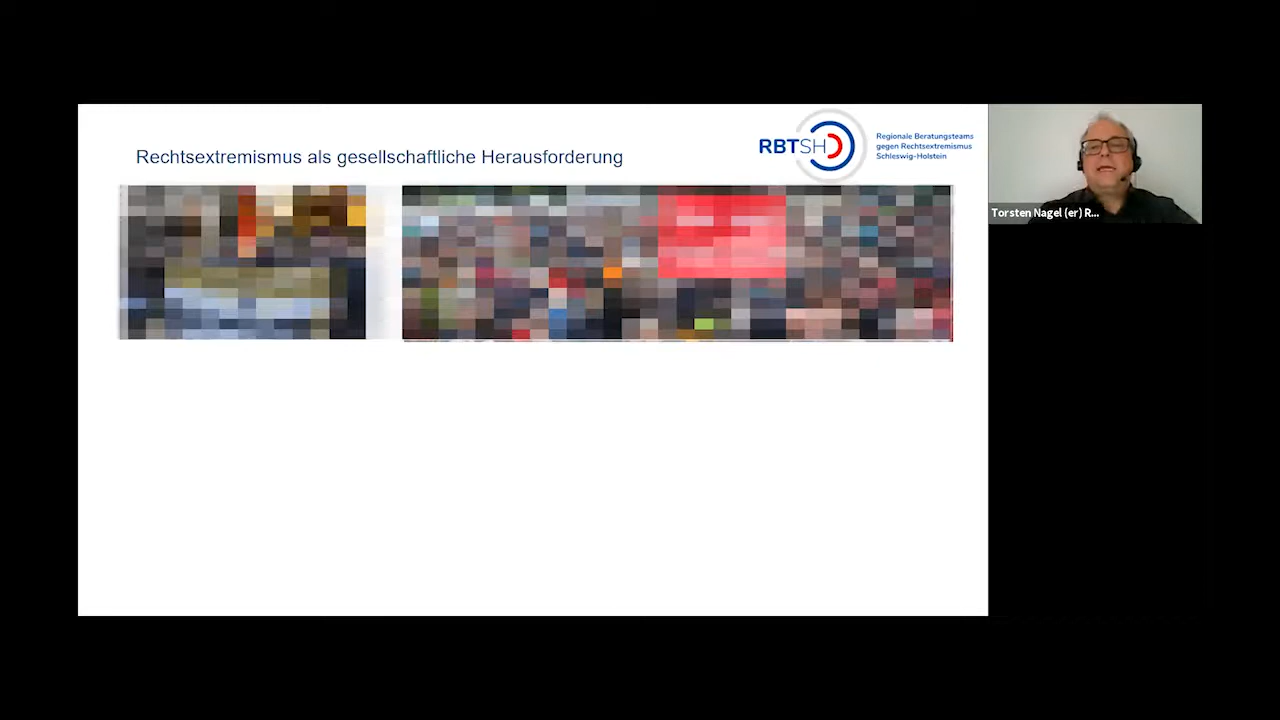 Rechtsextremismus als gesellschaftliche Herausforderung
RBTSH
Regionale Beratungsteams
gegen Rechtsextremismus
Schleswig-Holstein
Torsten Nagel (er) R...